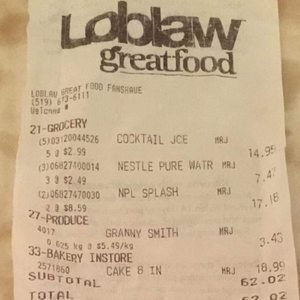 Loblaw
greatfood
LOBLAW GREAT FOOD FANSHAWE
(519) 673-6111
Welcome #
21-GROCERY
(5)03120044526 COCKTAIL JCE MRJ
5 @ $2.99 14.95
(3)06827400014 NESTLE PURE WATR MRJ
3 @ $2.49 7.47
(2)06827470030 NPL SPLASH MRJ
2 @ $8.59 17.18
27-PRODUCE
4017 GRANNY SMITH MRJ
0.625 kg @ $5.49/kg 3.43
33-BAKERY INSTORE
2571860 CAKE 8 IN MRJ 18.99
SUBTOTAL 62.02
TOTAL 62.02